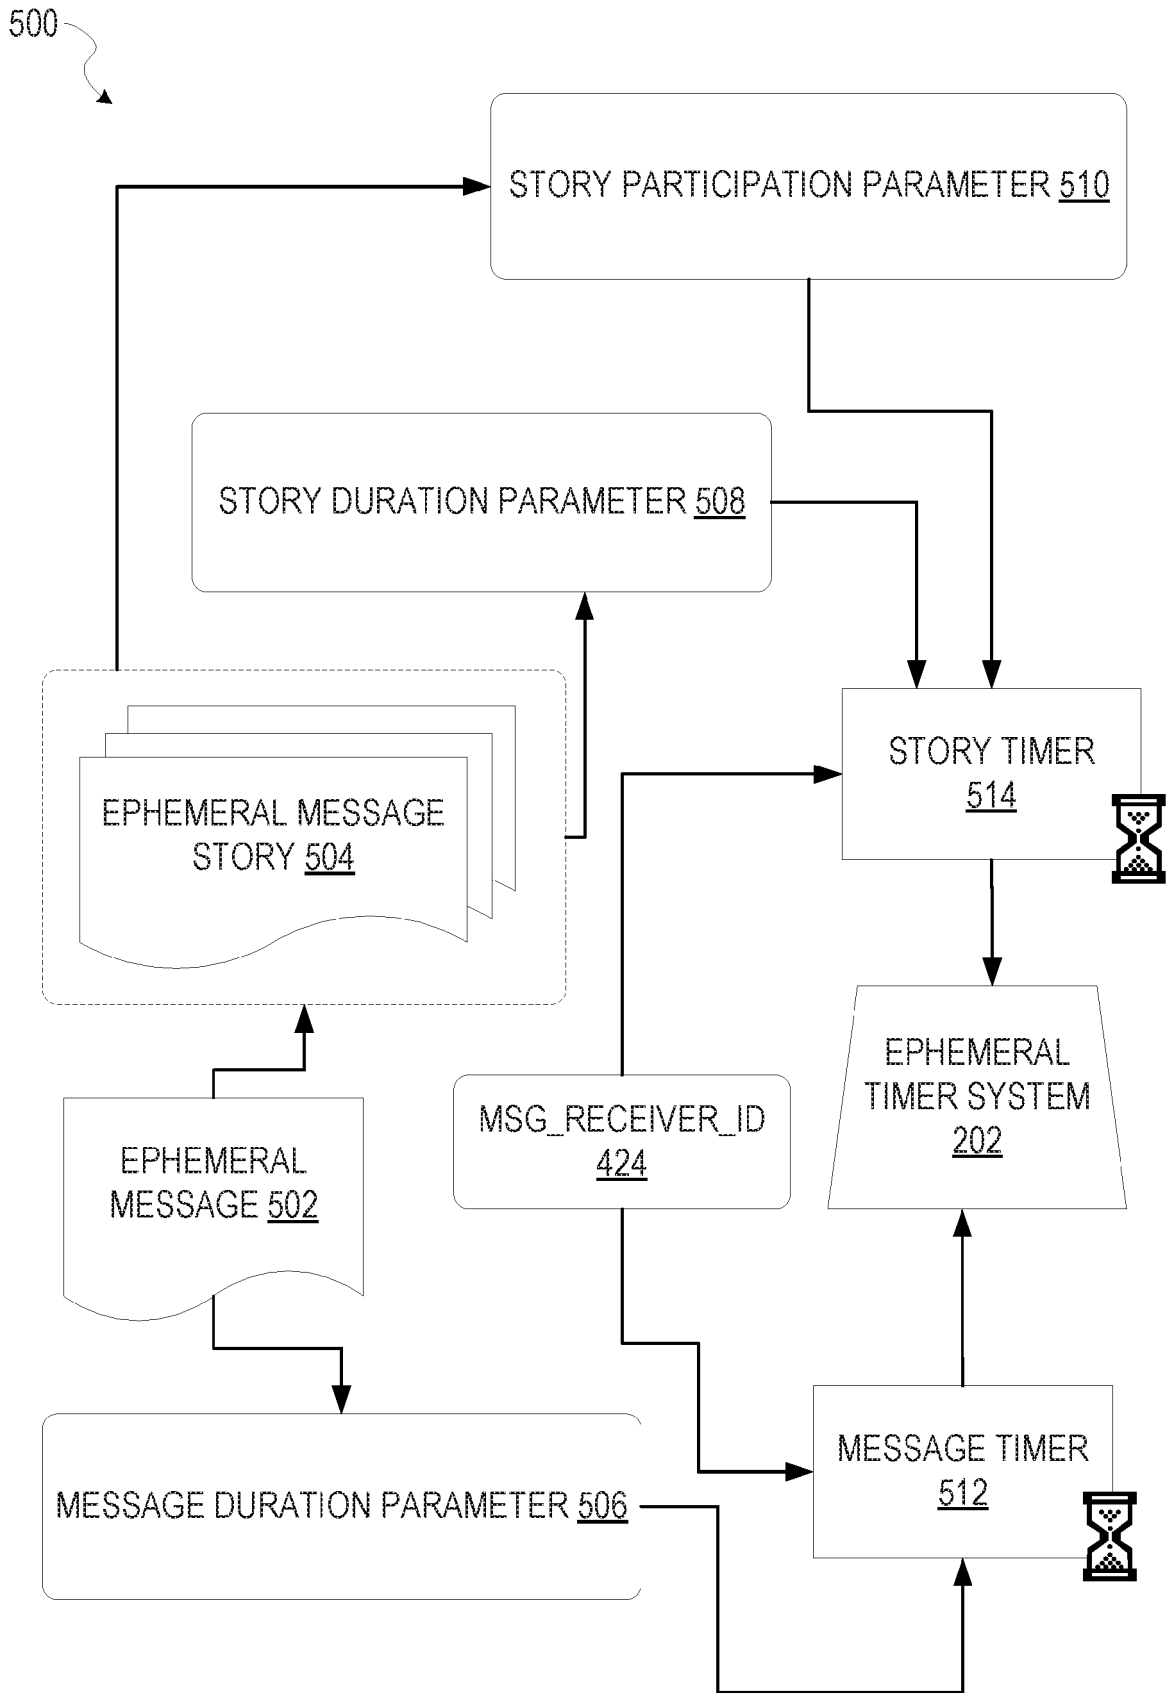 500
STORY PARTICIPATION PARAMETER 510
STORY DURATION PARAMETER 508
STORY TIMER
514
EPHEMERAL MESSAGE
STORY 504
EPHEMERAL
TIMER SYSTEM
202
MSG_RECEIVER_ID
424
EPHEMERAL
MESSAGE 502
MESSAGE TIMER
512
MESSAGE DURATION PARAMETER 506